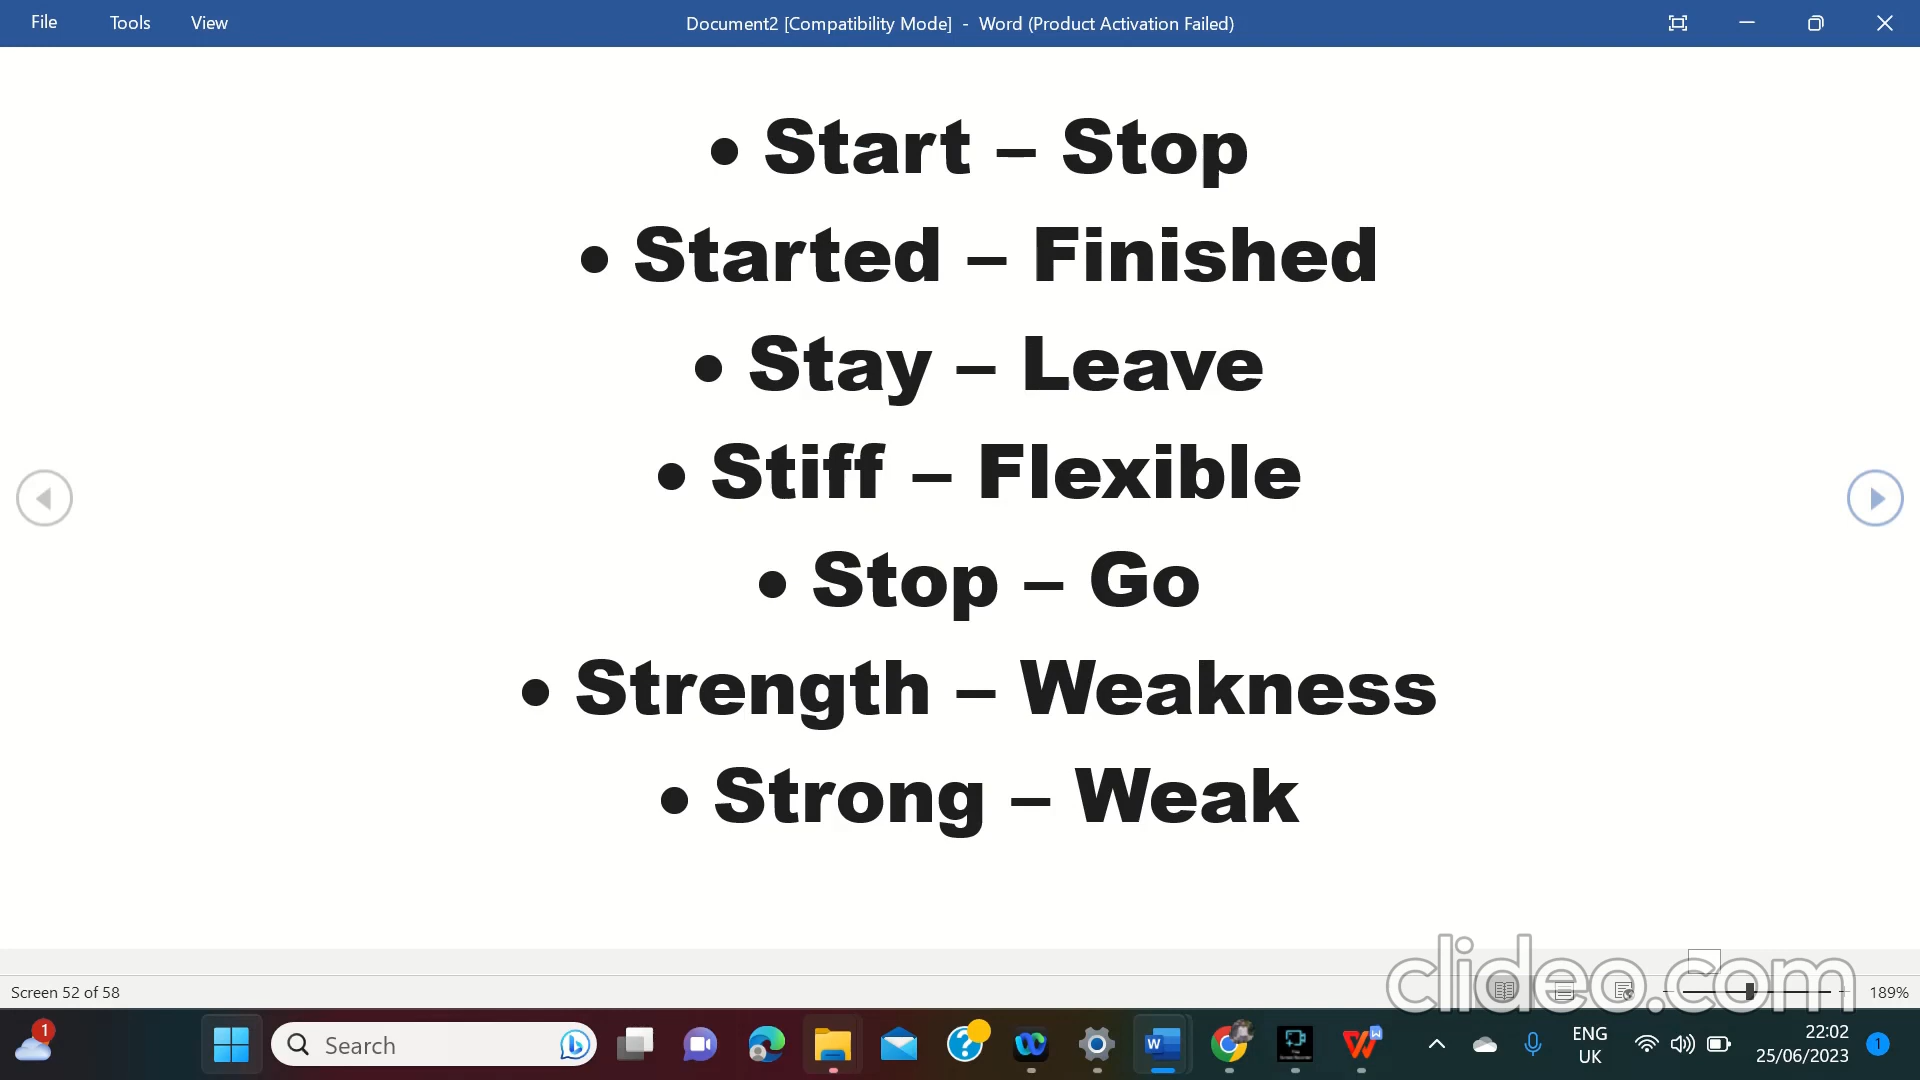 File Tools View Document2 [Compatibility Mode] - Word (Product Activation Failed)
• Start – Stop
• Started – Finished
• Stay – Leave
• Stiff – Flexible
• Stop – Go
• Strength – Weakness
• Strong – Weak
clideo.com
Screen 52 of 58 189%
1 Search ENG UK 22:02 25/06/2023 1